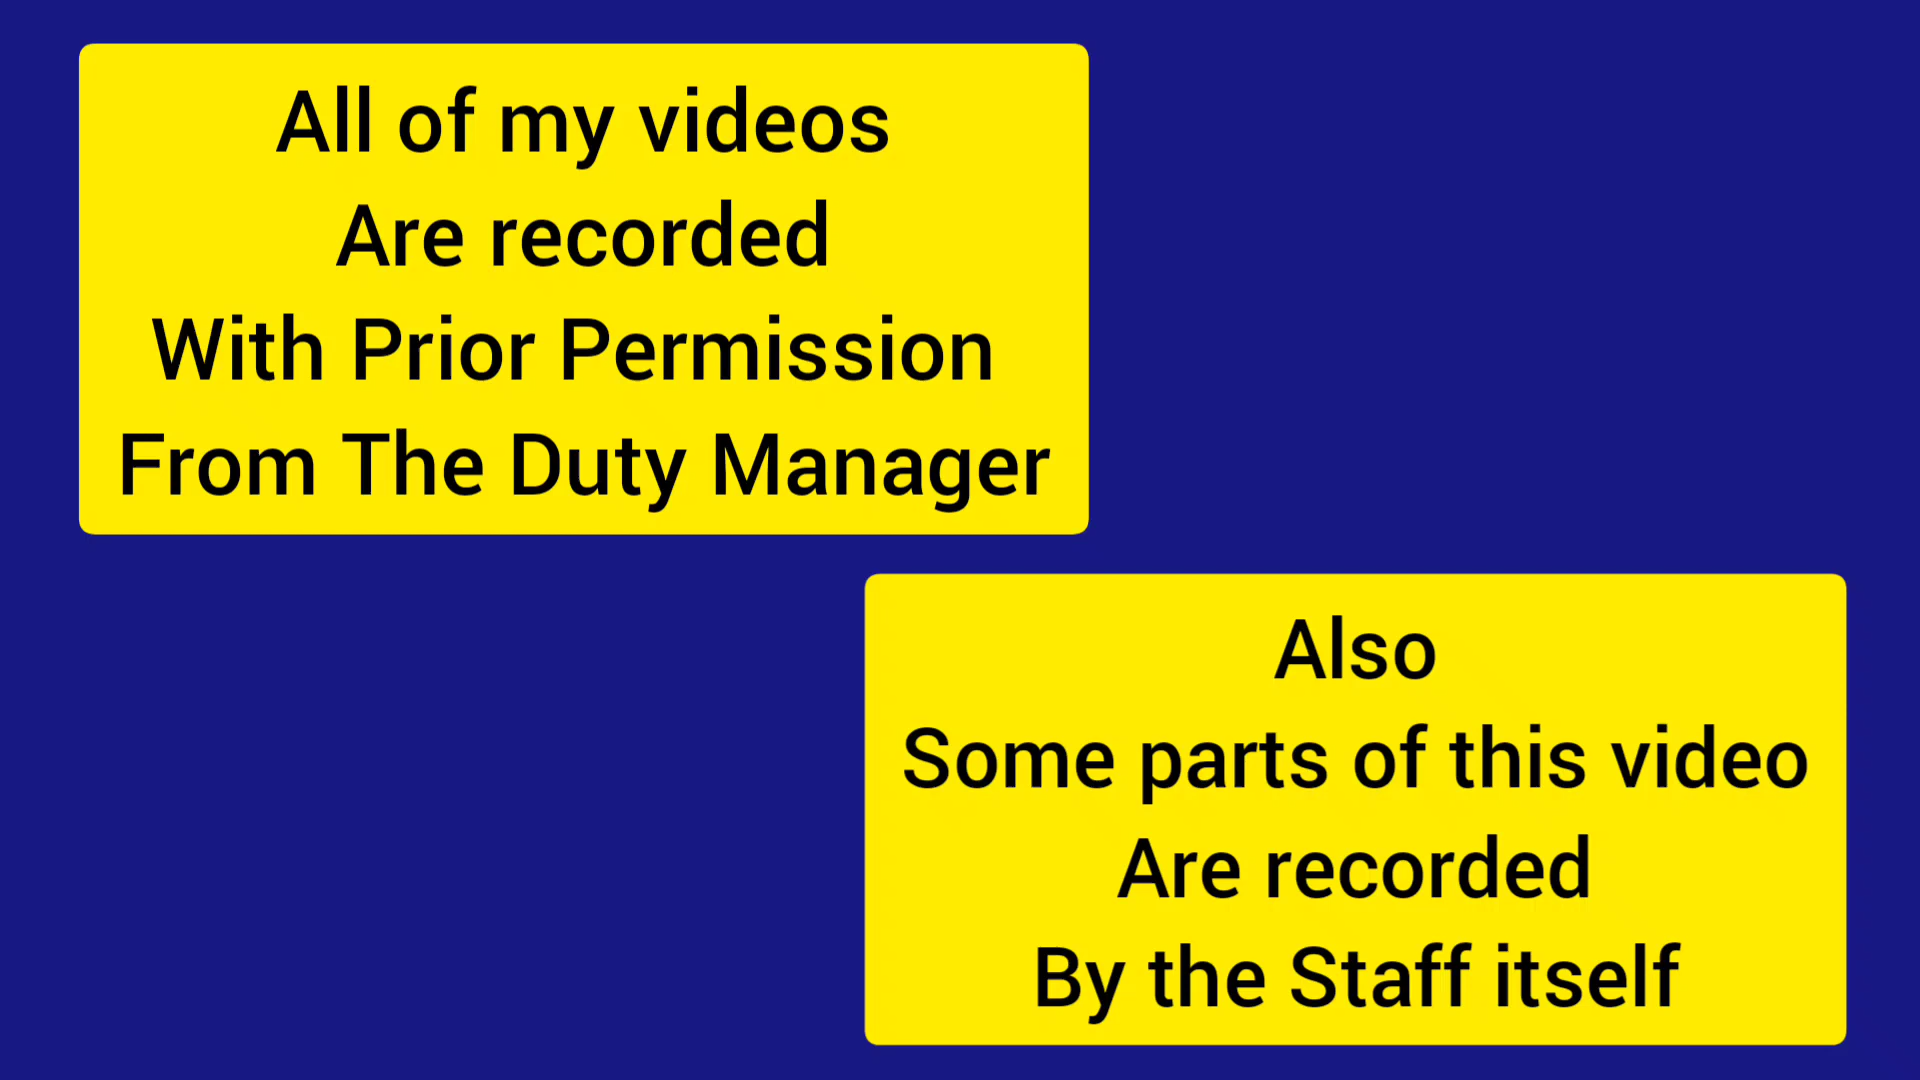 All of my videos
Are recorded
With Prior Permission
From The Duty Manager
Also
Some parts of this video
Are recorded
By the Staff itself